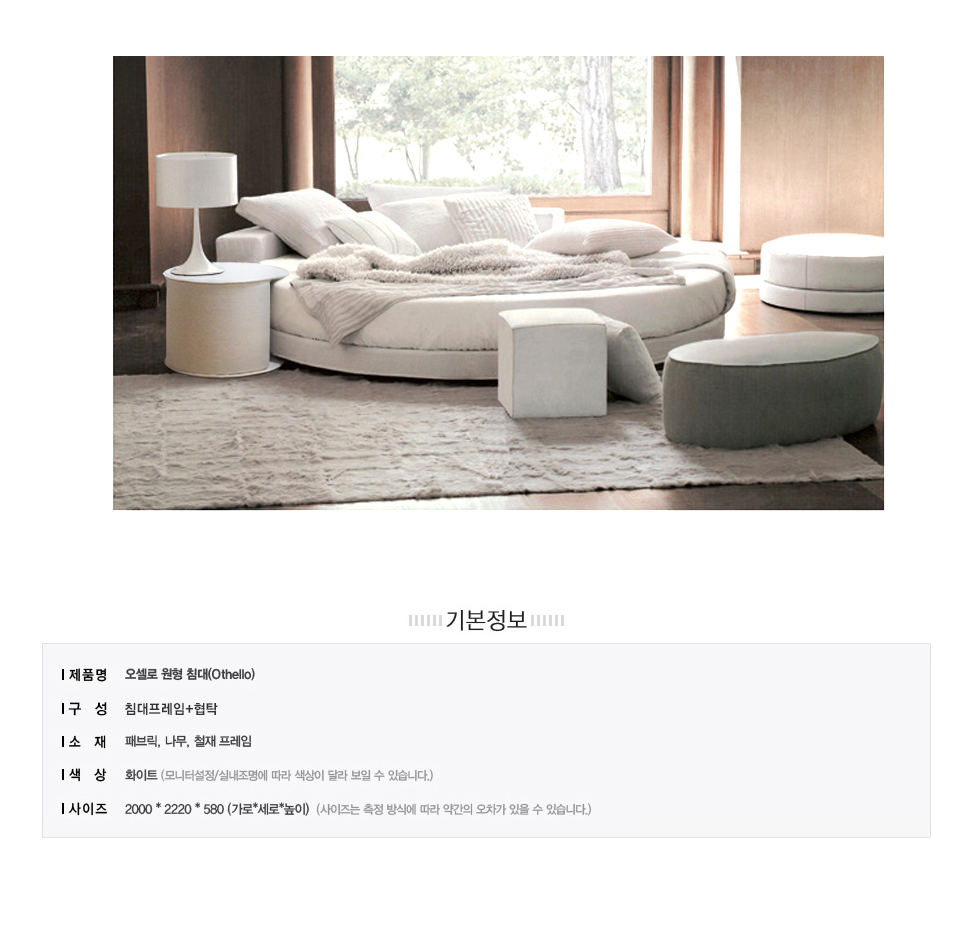 기본정보
제품명 오셀로 원형 침대(Othello)
구 성 침대프레임+협탁
소 재 패브릭, 나무, 철재 프레임
색 상 화이트 (모니터설정/실내조명에 따라 색상이 달라 보일 수 있습니다.)
사이즈 2000 * 2220 * 580 (가로*세로*높이) (사이즈는 측정 방식에 따라 약간의 오차가 있을 수 있습니다.)